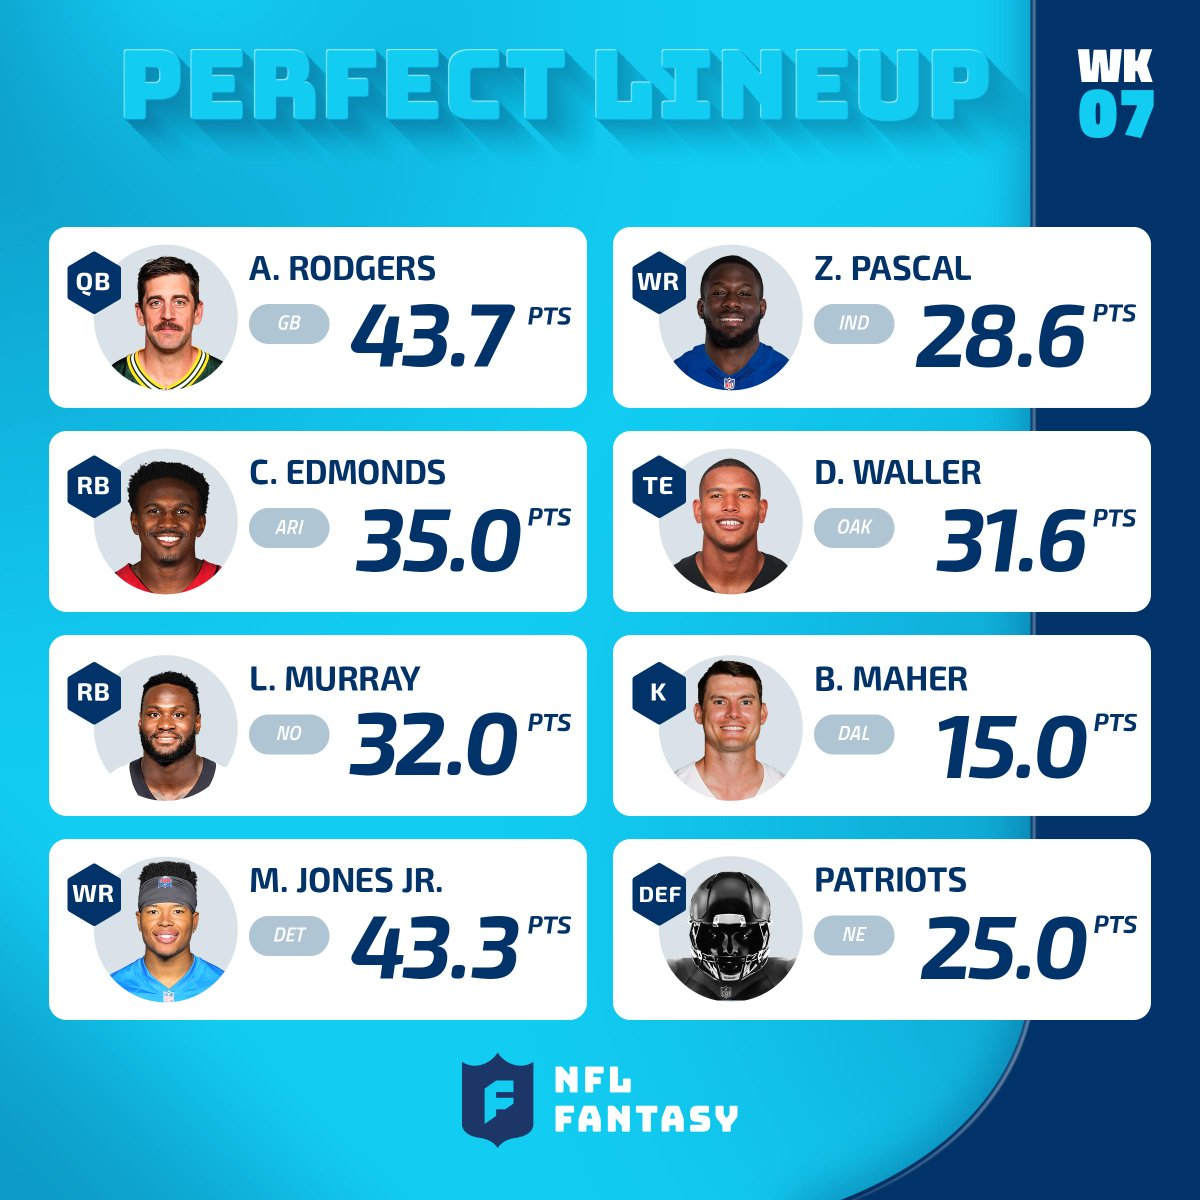 PERFECT LINEUP
WK
07
QB
A. RODGERS
GB
43.7 PTS
WR
Z. PASCAL
IND
28.6 PTS
RB
C. EDMONDS
ARI
35.0 PTS
TE
D. WALLER
OAK
31.6 PTS
RB
L. MURRAY
NO
32.0 PTS
K
B. MAHER
DAL
15.0 PTS
WR
M. JONES JR.
DET
43.3 PTS
DEF
PATRIOTS
NE
25.0 PTS
F
NFL
FANTASY